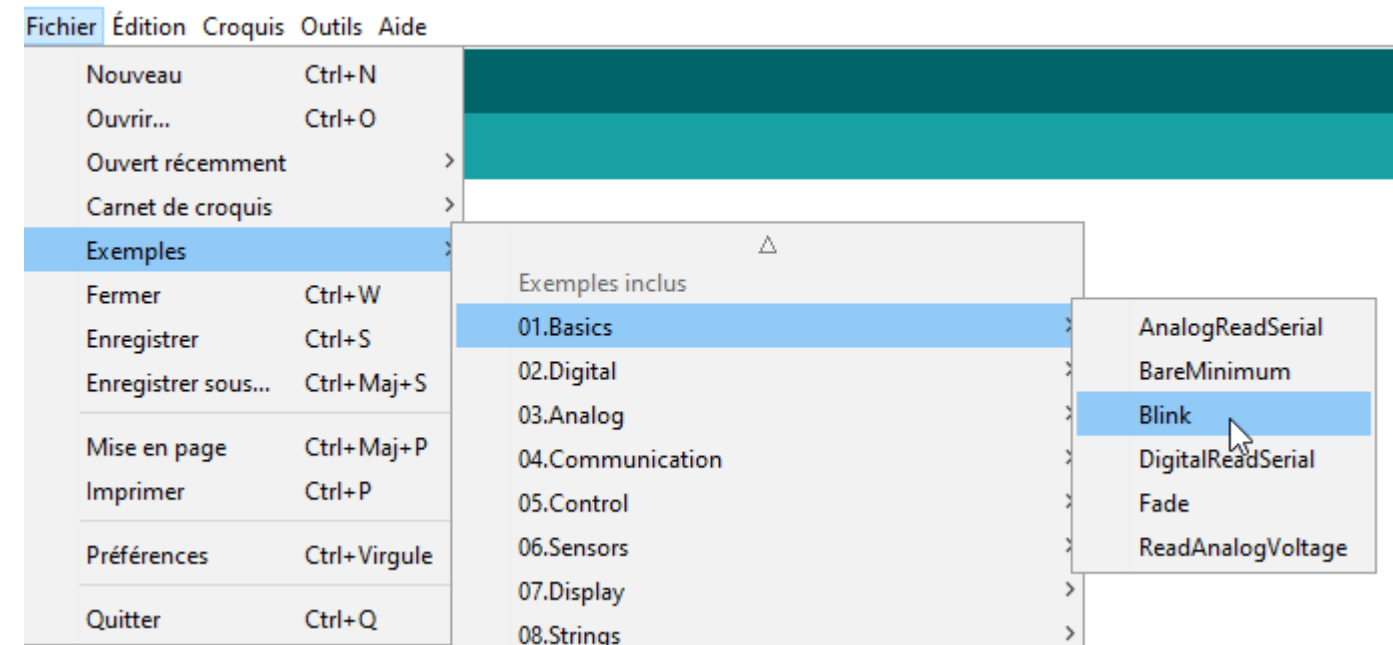 Fichier Édition Croquis Outils Aide
Nouveau Ctrl+N
Ouvrir... Ctrl+O
Ouvert récemment
Carnet de croquis
Exemples
Fermer Ctrl+W
Enregistrer Ctrl+S
Enregistrer sous... Ctrl+Maj+S
Mise en page Ctrl+Maj+P
Imprimer Ctrl+P
Préférences Ctrl+Virgule
Quitter Ctrl+Q
Exemples inclus
01.Basics
02.Digital
03.Analog
04.Communication
05.Control
06.Sensors
07.Display
08.Strings
AnalogReadSerial
BareMinimum
Blink
DigitalReadSerial
Fade
ReadAnalogVoltage